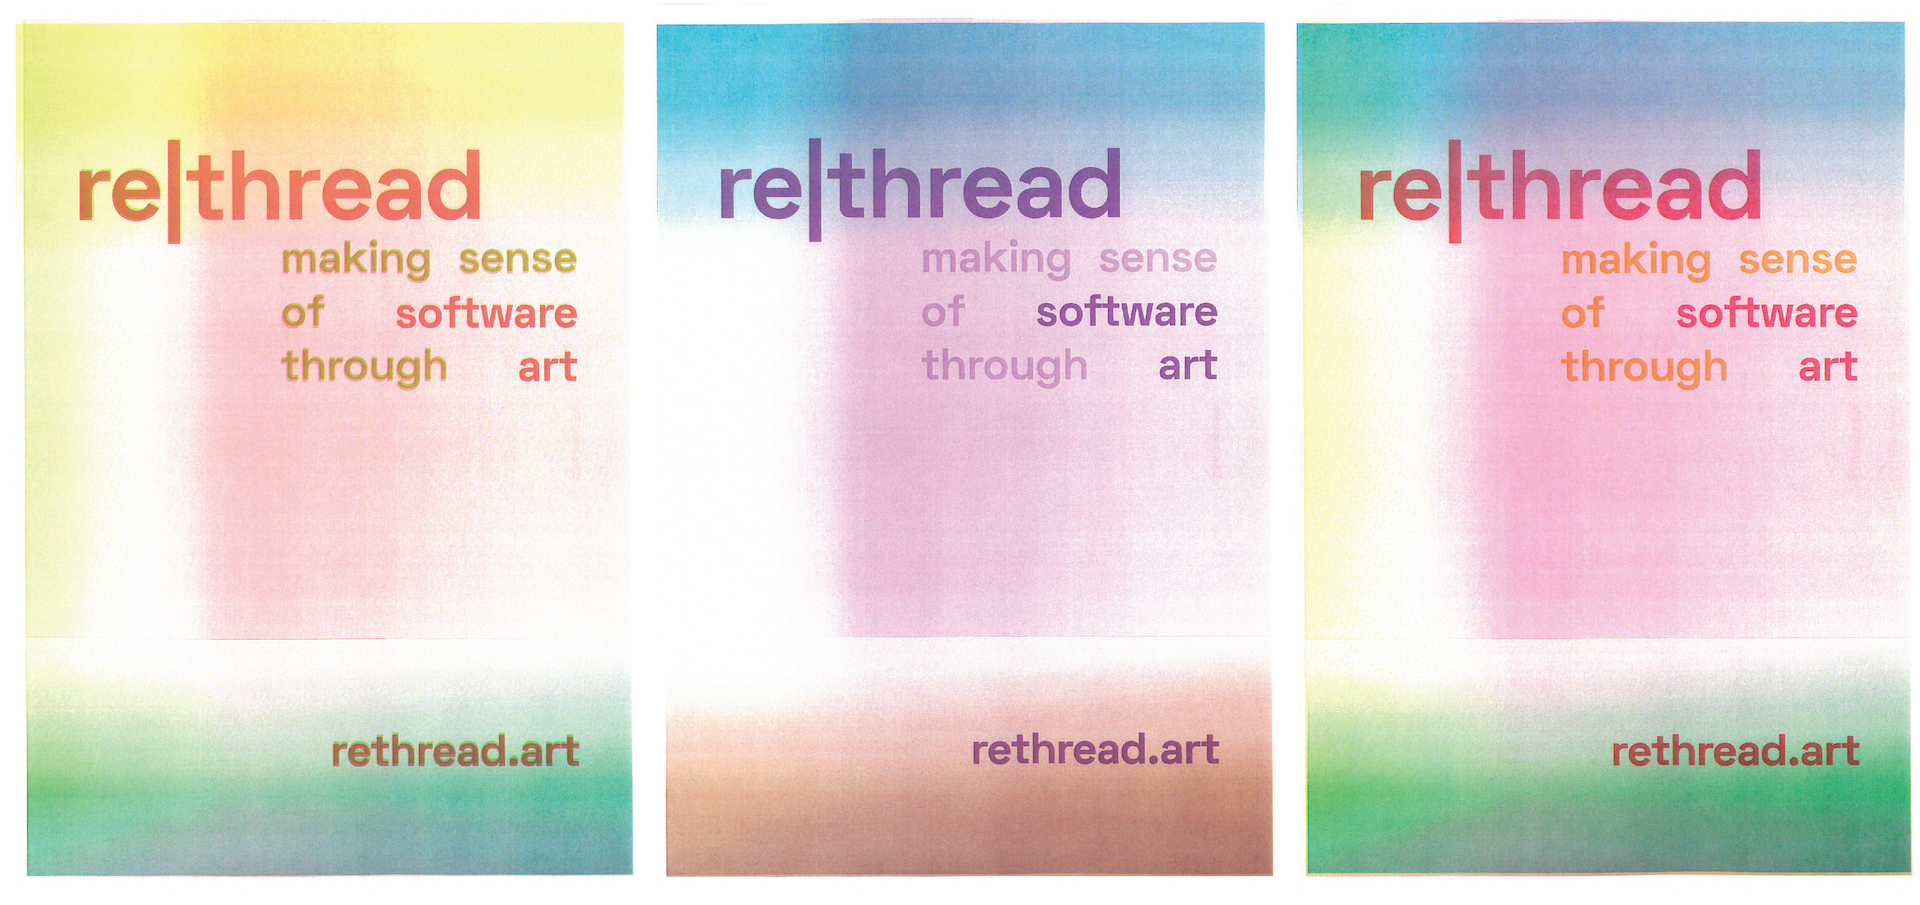 re|thread
making sense
of software
through art
rethread.art
re|thread
making sense
of software
through art
rethread.art
re|thread
making sense
of software
through art
rethread.art